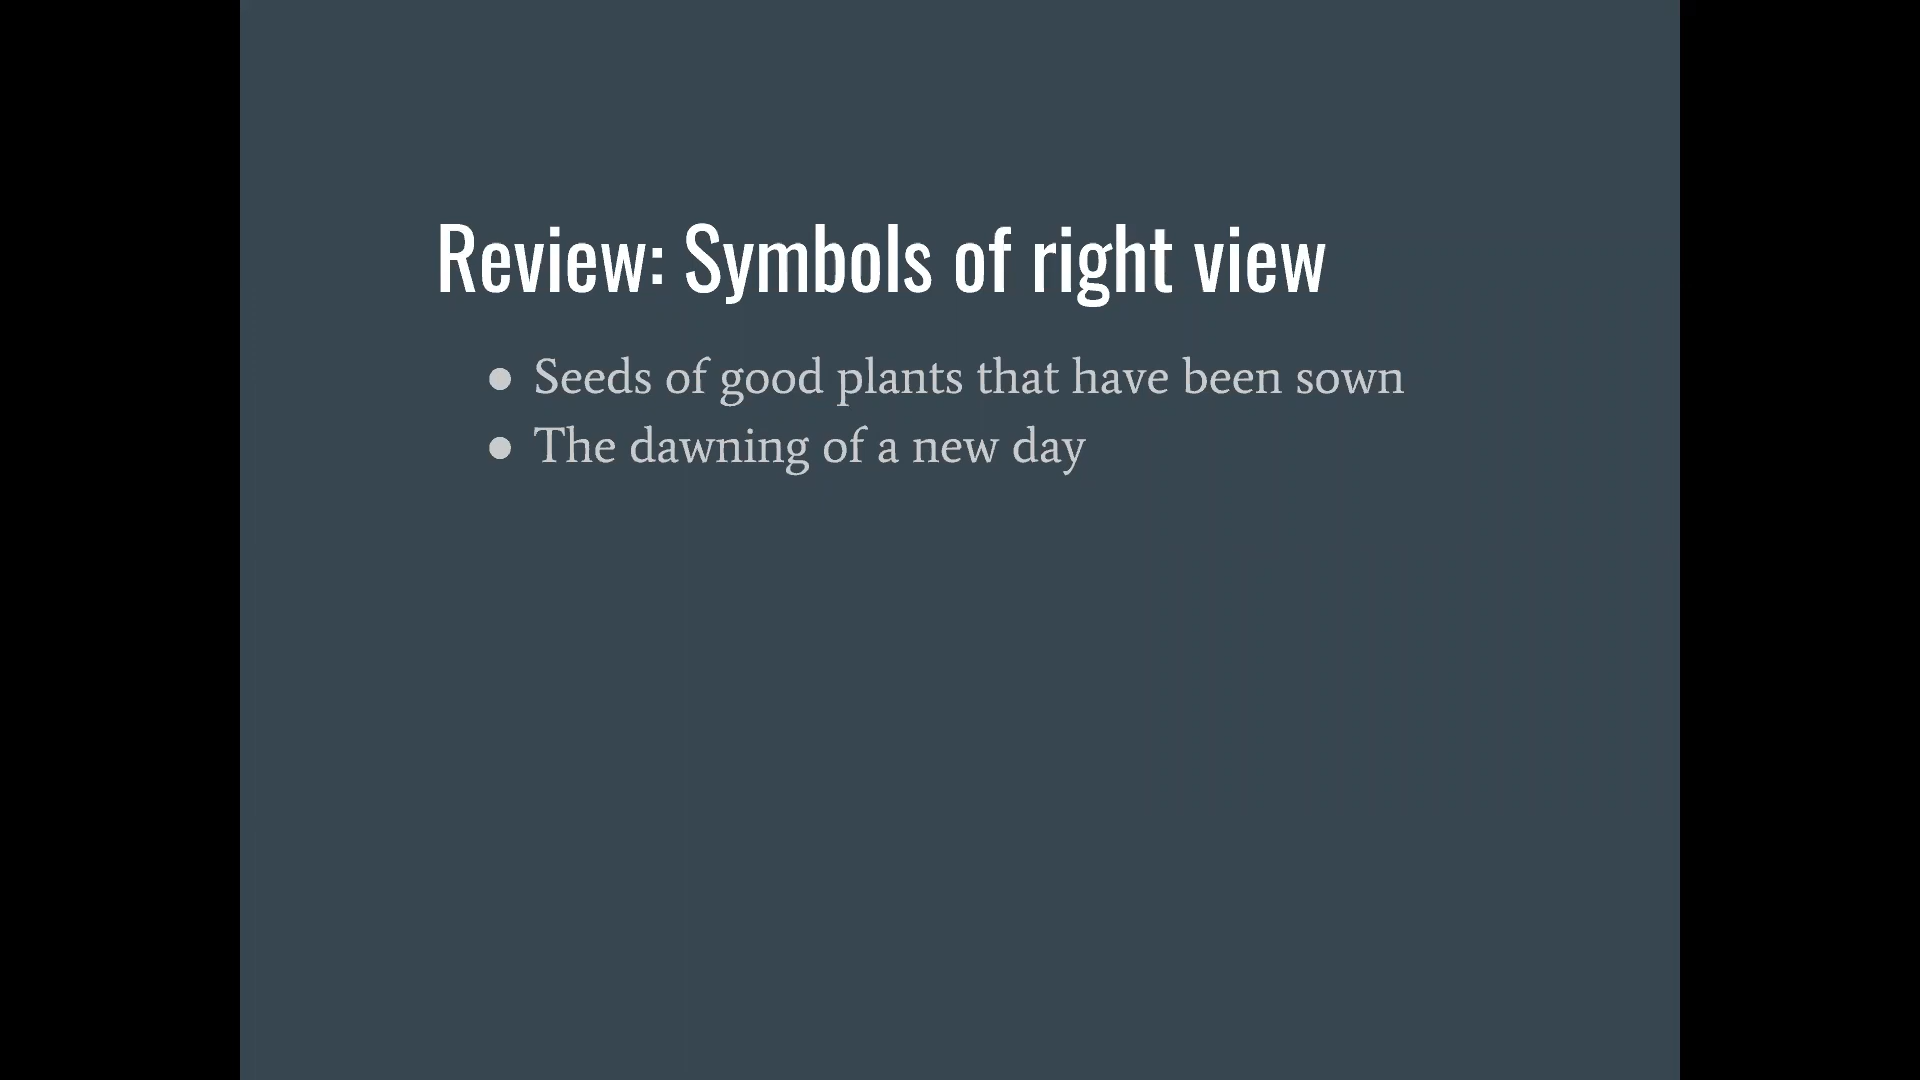 Review: Symbols of right view
● Seeds of good plants that have been sown
● The dawning of a new day